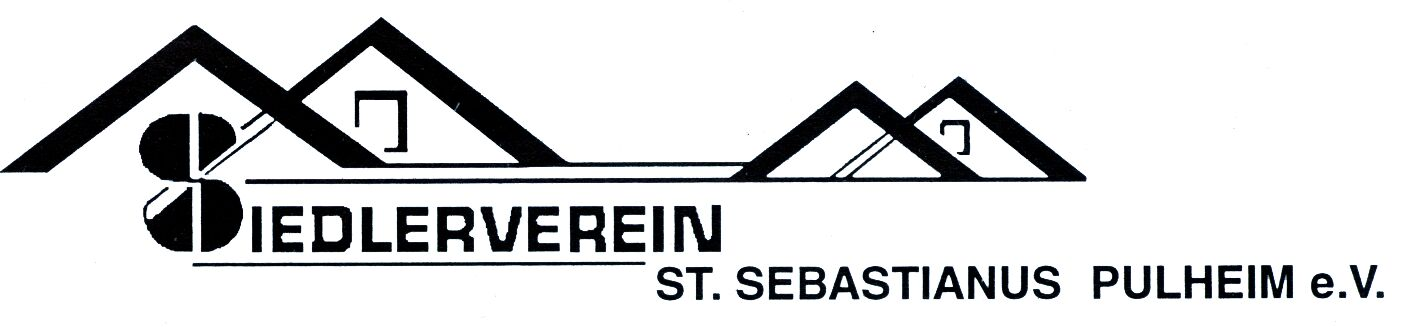 SIEDLERVEREIN
ST. SEBASTIANUS PULHEIM e.V.